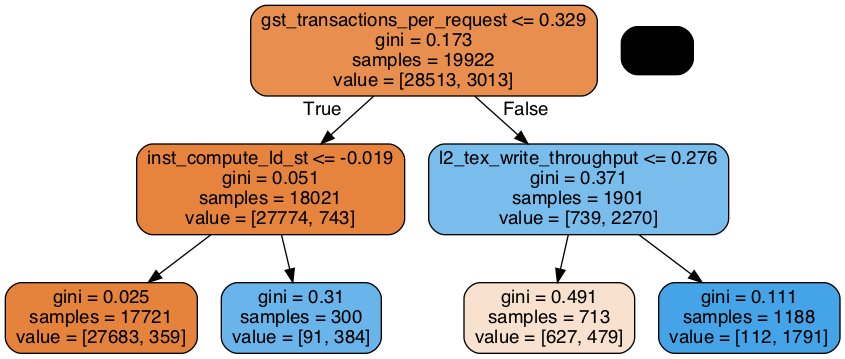 gst_transactions_per_request <= 0.329
gini = 0.173
samples = 19922
value = [28513, 3013]
True
False
inst_compute_ld_st <= -0.019
gini = 0.051
samples = 18021
value = [27774, 743]
l2_tex_write_throughput <= 0.276
gini = 0.371
samples = 1901
value = [739, 2270]
gini = 0.025
samples = 17721
value = [27683, 359]
gini = 0.31
samples = 300
value = [91, 384]
gini = 0.491
samples = 713
value = [627, 479]
gini = 0.111
samples = 1188
value = [112, 1791]